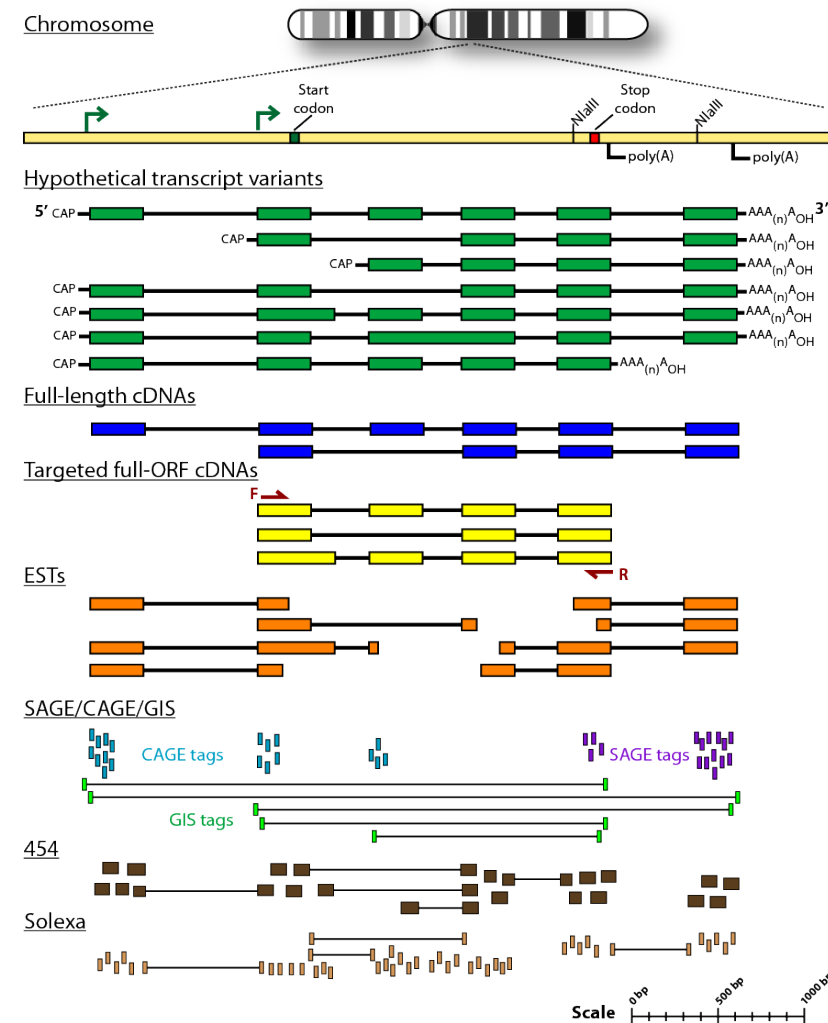 Chromosome
Start
codon
Stop
codon
NlaIII
NlaIII
poly(A)
poly(A)
Hypothetical transcript variants
5' CAP AAA(n)AOH 3'
CAP AAA(n)AOH
CAP AAA(n)AOH
CAP AAA(n)AOH
CAP AAA(n)AOH
CAP AAA(n)AOH
CAP AAA(n)AOH
Full-length cDNAs
Targeted full-ORF cDNAs
F
R
ESTs
SAGE/CAGE/GIS
CAGE tags
SAGE tags
GIS tags
454
Solexa
Scale
0 bp
500 bp
1000 bp